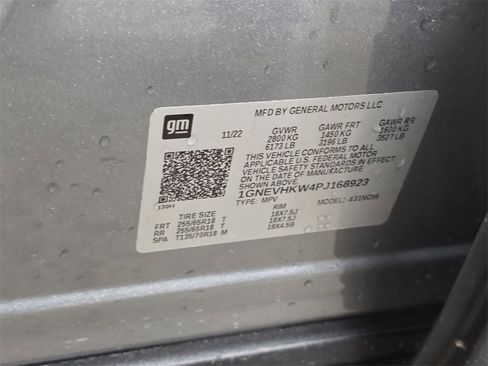 gm
MFD BY GENERAL MOTORS LLC
11/22 GVWR GAWR FRT GAWR RR
2800 KG 1450 KG 1600 KG
6173 LB 3196 LB 3527 LB
THIS VEHICLE CONFORMS TO ALL
APPLICABLE U.S. FEDERAL MOTOR
VEHICLE SAFETY STANDARDS IN EFFECT
ON THE DATE OF MANUFACTURE
SHOWN ABOVE.
1GNEVHKW4PJ168923
TYPE: MPV MODEL:
TIRE SIZE RIM
FRT 255/65R18 T 18X7.5J
RR 255/65R18 T 18X7.5J
SPA T135/70R18 M 18X4.5B